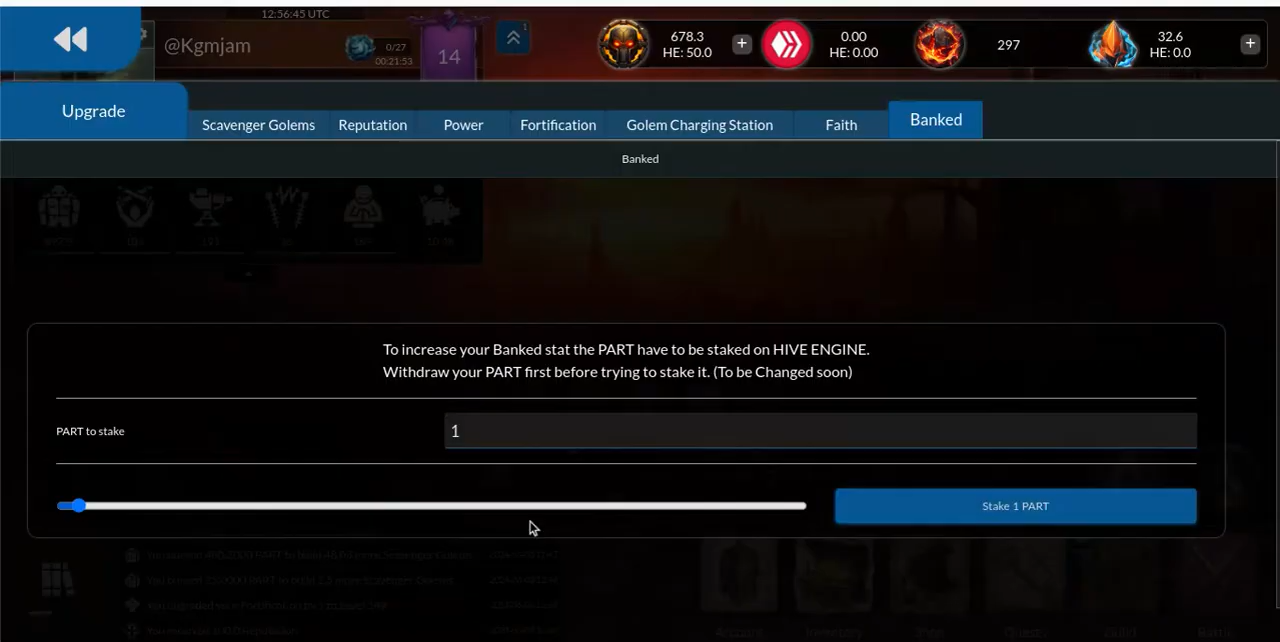 12:56:45 UTC
@Kgmjam
0/27
00:21:53
14
1
678.3
HE: 50.0
+
0.00
HE: 0.00
297
32.6
HE: 0.0
+
Upgrade
Scavenger Golems
Reputation
Power
Fortification
Golem Charging Station
Faith
Banked
Banked
To increase your Banked stat the PART have to be staked on HIVE ENGINE.
Withdraw your PART first before trying to stake it. (To be Changed soon)
PART to stake
1
Stake 1 PART